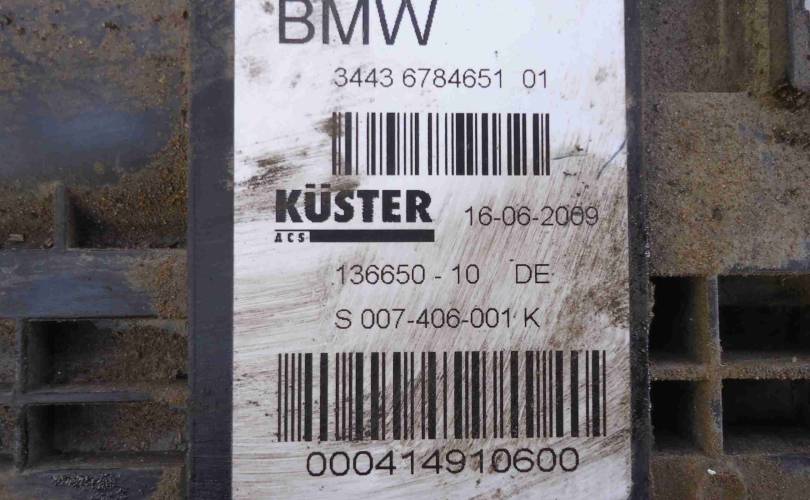 BMW
3443 6784651 01
KÜSTER
16-06-2009
ACS
136650 - 10 DE
S 007-406-001 K
000414910600